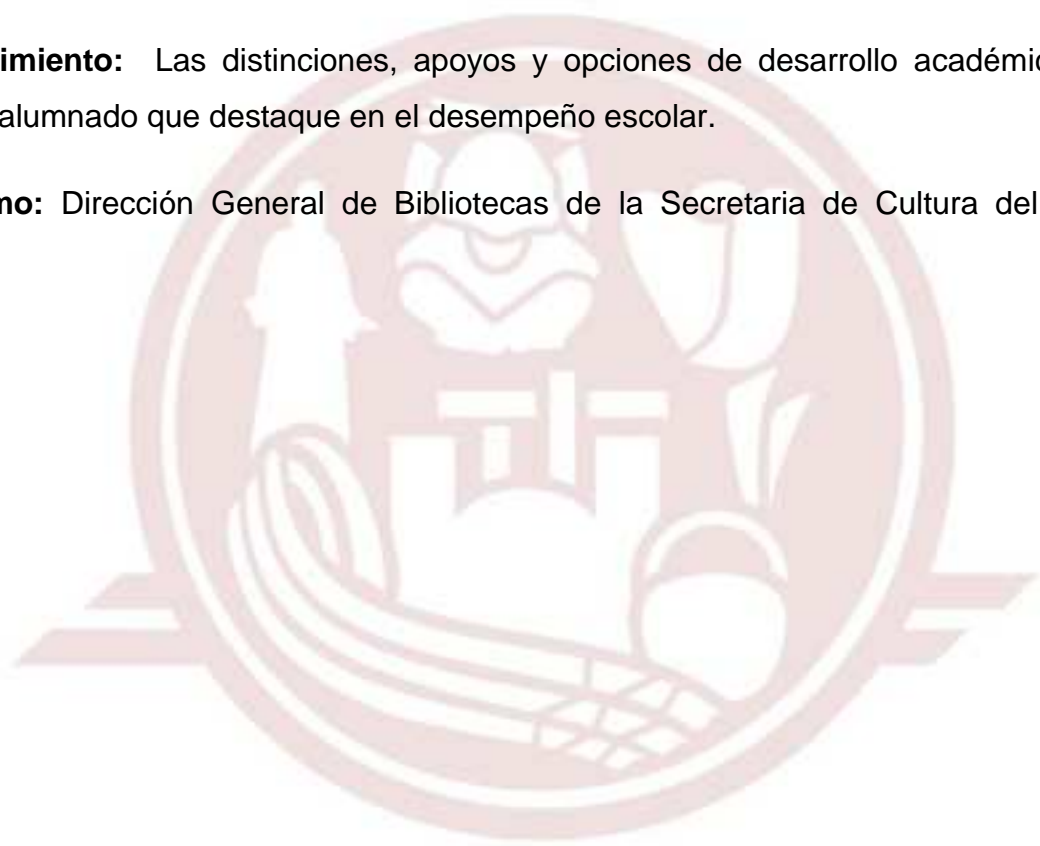 imiento: Las distinciones, apoyos y opciones de desarrollo académi
alumnado que destaque en el desempeño escolar.
mo: Dirección General de Bibliotecas de la Secretaria de Cultura del